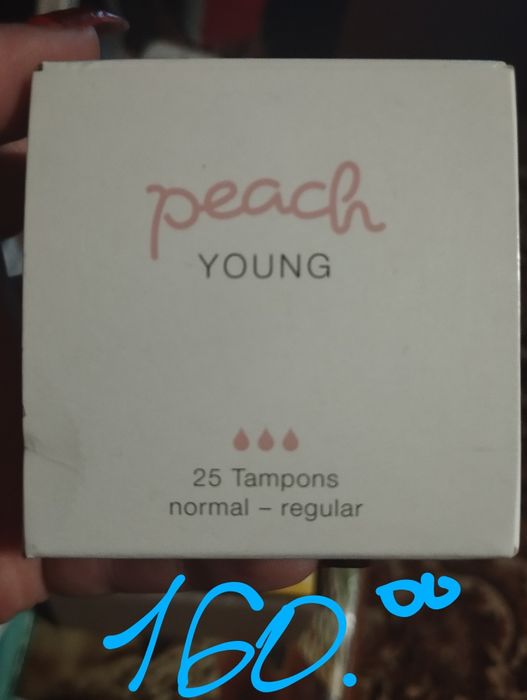 peach
YOUNG
25 Tampons
normal – regular
160.00